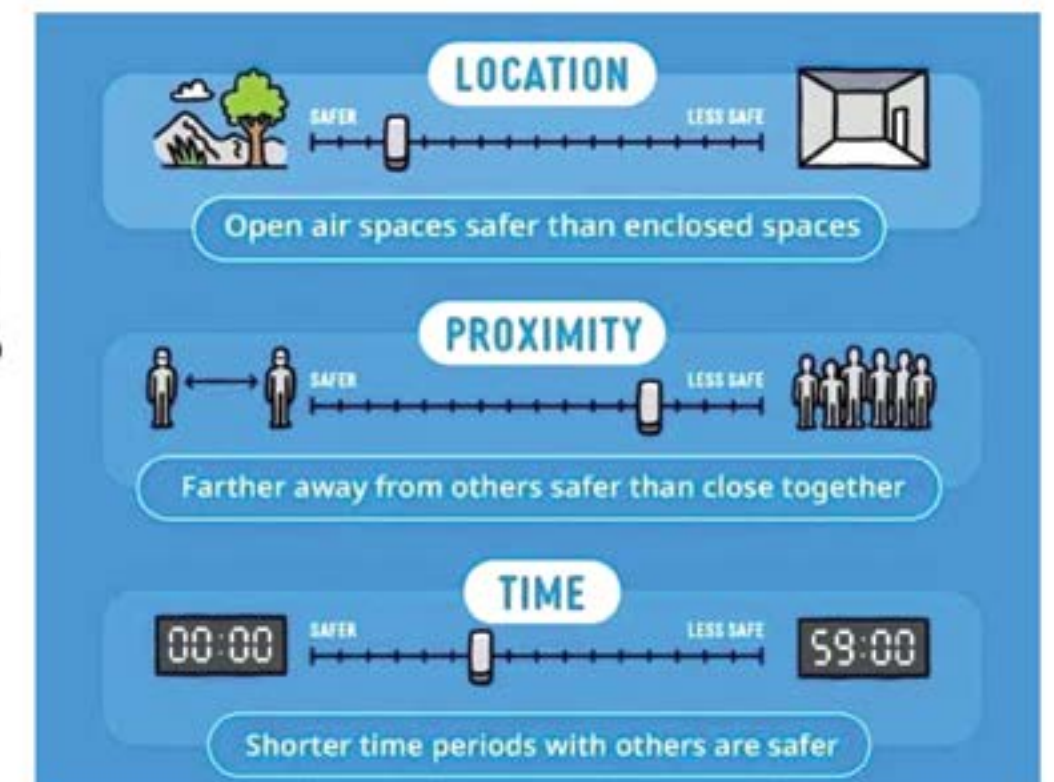 LOCATION
SAFER LESS SAFE
Open air spaces safer than enclosed spaces
PROXIMITY
SAFER LESS SAFE
Farther away from others safer than close together
TIME
00:00 SAFER LESS SAFE 59:00
Shorter time periods with others are safer